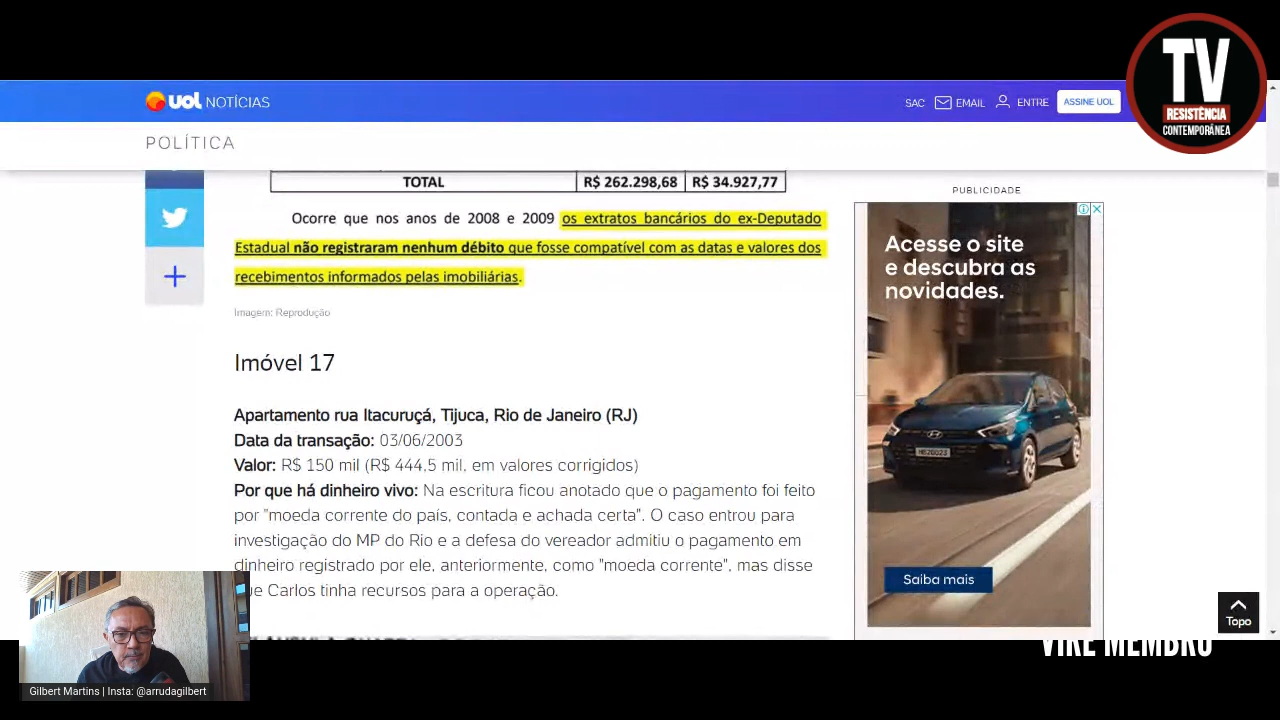 TV
RESISTÊNCIA
CONTEMPORÂNEA
UOL NOTÍCIAS
SAC
EMAIL
ENTRE
ASSINE UOL
POLÍTICA
TOTAL R$ 262.298,68 R$ 34.927,77
Ocorre que nos anos de 2008 e 2009 os extratos bancários do ex-Deputado
Estadual não registraram nenhum débito que fosse compatível com as datas e valores dos
recebimentos informados pelas imobiliárias.
Imagem: Reprodução
Imóvel 17
Apartamento rua Itacuruçá, Tijuca, Rio de Janeiro (RJ)
Data da transação: 03/06/2003
Valor: R$ 150 mil (R$ 444,5 mil, em valores corrigidos)
Por que há dinheiro vivo: Na escritura ficou anotado que o pagamento foi feito
por "moeda corrente do país, contada e achada certa". O caso entrou para
investigação do MP do Rio e a defesa do vereador admitiu o pagamento em
dinheiro registrado por ele, anteriormente, como "moeda corrente", mas disse
ue Carlos tinha recursos para a operação.
PUBLICIDADE
Acesse o site
e descubra as
novidades.
HB20023
Saiba mais
Topo
VIRE MEMBRO
Gilbert Martins | Insta: @arrudagilbert